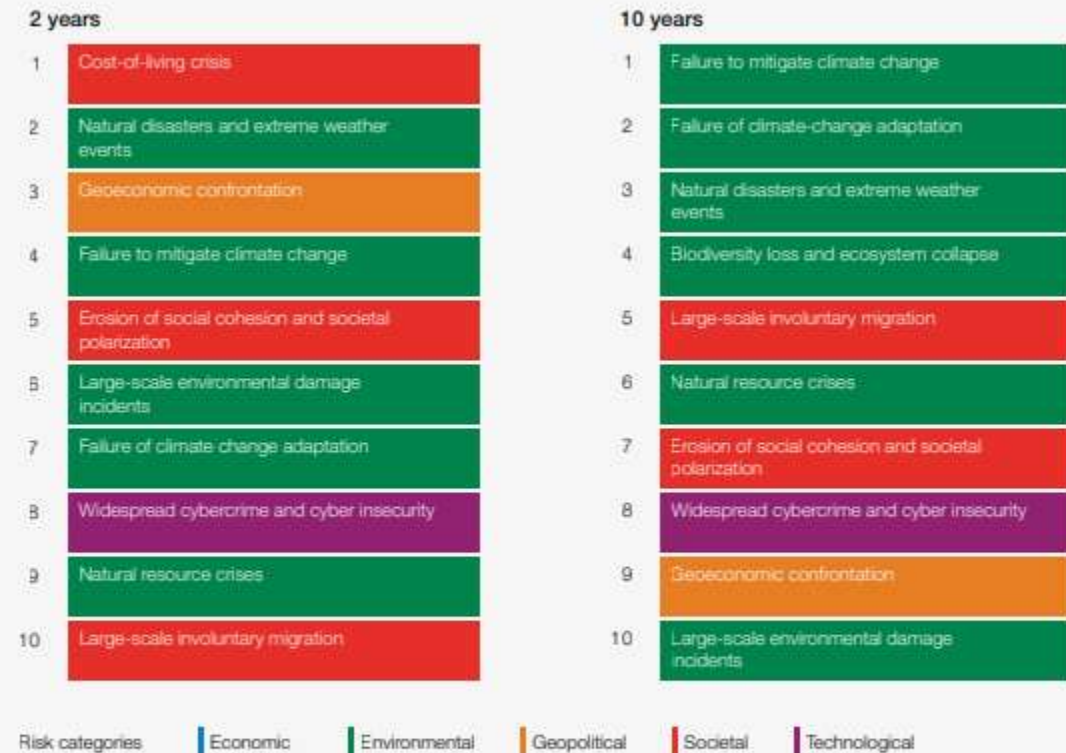 2 years
1
Cost-of-living crisis
2
Natural disasters and extreme weather
events
3
Geoeconomic confrontation
4
Failure to mitigate climate change
5
Erosion of social cohesion and societal
polarization
6
Large-scale environmental damage
incidents
7
Failure of climate change adaptation
8
Widespread cybercrime and cyber insecurity
9
Natural resource crises
10
Large-scale involuntary migration
10 years
1
Failure to mitigate climate change
2
Failure of climate-change adaptation
3
Natural disasters and extreme weather
events
4
Biodiversity loss and ecosystem collapse
5
Large-scale involuntary migration
6
Natural resource crises
7
Erosion of social cohesion and societal
polarization
8
Widespread cybercrime and cyber insecurity
9
Geoeconomic confrontation
10
Large-scale environmental damage
incidents
Risk categories Economic Environmental Geopolitical Societal Technological